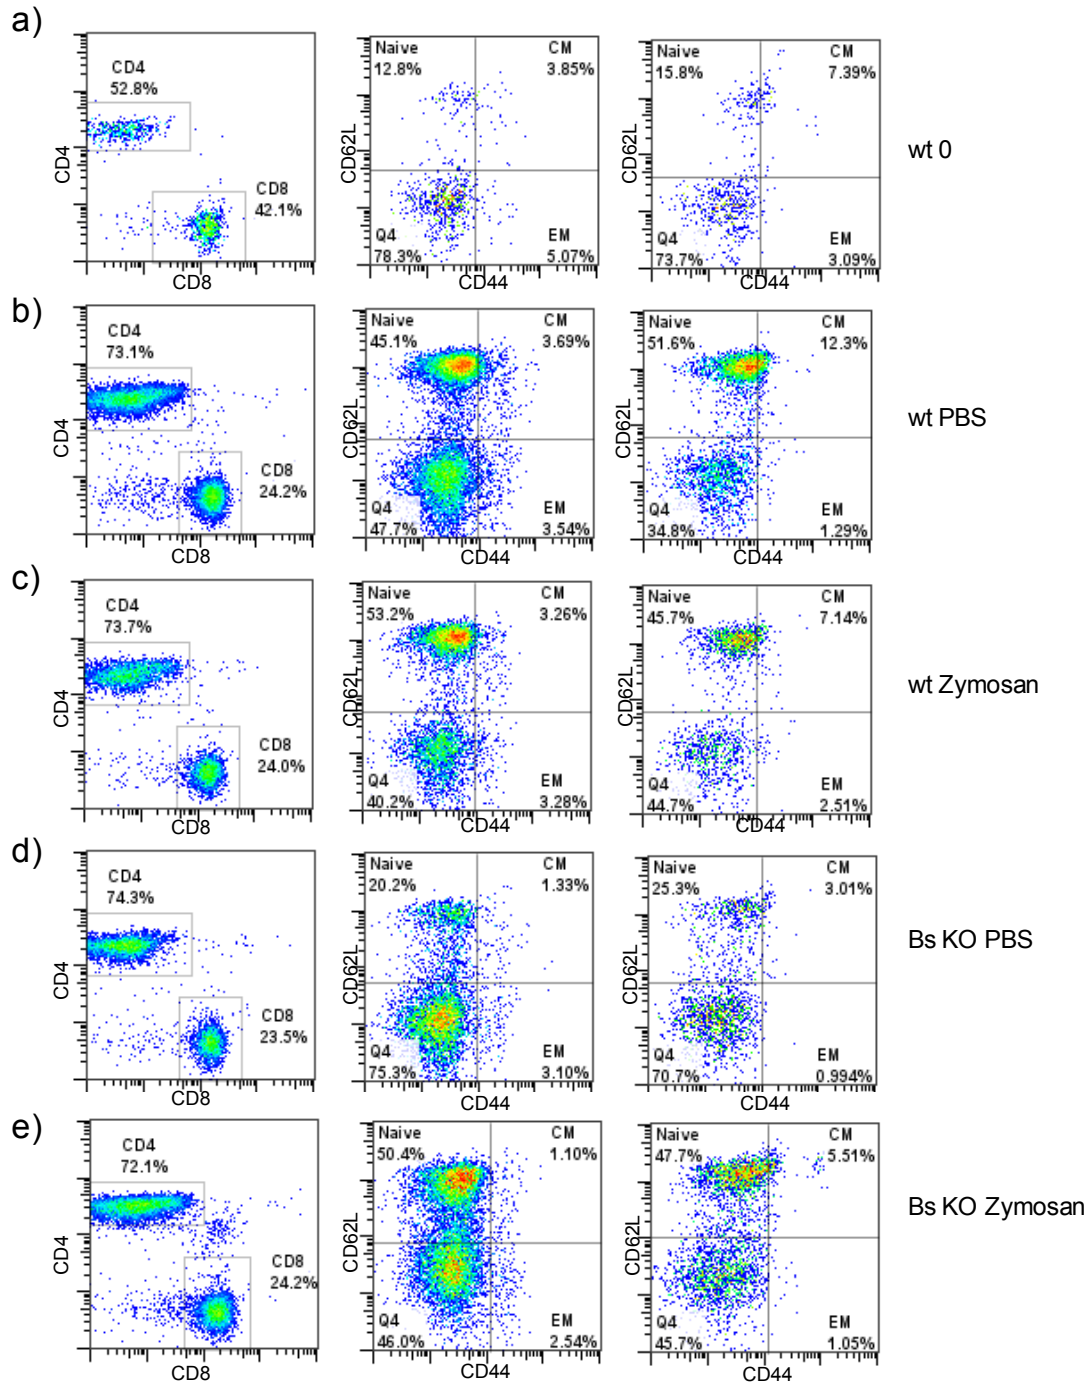 a)
CD4
52.8%
CD8
42.1%
CD4
CD8
Naive
12.8%
CM
3.85%
Q4
78.3%
EM
5.07%
CD62L
CD44
Naive
15.8%
CM
7.39%
Q4
73.7%
EM
3.09%
CD62L
CD44
wt 0
b)
CD4
73.1%
CD8
24.2%
CD4
CD8
Naive
45.1%
CM
3.69%
Q4
47.7%
EM
3.54%
CD62L
CD44
Naive
51.6%
CM
12.3%
Q4
34.8%
EM
1.29%
CD62L
CD44
wt PBS
c)
CD4
73.7%
CD8
24.0%
CD4
CD8
Naive
53.2%
CM
3.26%
Q4
40.2%
EM
3.28%
CD62L
CD44
Naive
45.7%
CM
7.14%
Q4
44.7%
EM
2.51%
CD62L
CD44
wt Zymosan
d)
CD4
74.3%
CD8
23.5%
CD4
CD8
Naive
20.2%
CM
1.33%
Q4
75.3%
EM
3.10%
CD62L
CD44
Naive
25.3%
CM
3.01%
Q4
70.7%
EM
0.994%
CD62L
CD44
Bs KO PBS
e)
CD4
72.1%
CD8
24.2%
CD4
CD8
Naive
50.4%
CM
1.10%
Q4
46.0%
EM
2.54%
CD62L
CD44
Naive
47.7%
CM
5.51%
Q4
45.7%
EM
1.05%
CD62L
CD44
Bs KO Zymosan